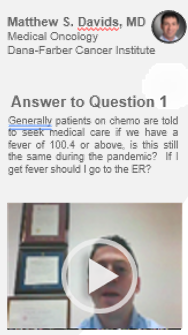 Matthew S. Davids, MD
Medical Oncology
Dana-Farber Cancer Institute
Answer to Question 1
Generally patients on chemo are told
to seek medical care if we have a
fever of 100.4 or above, is this still
the same during the pandemic? If I
get fever should I go to the ER?